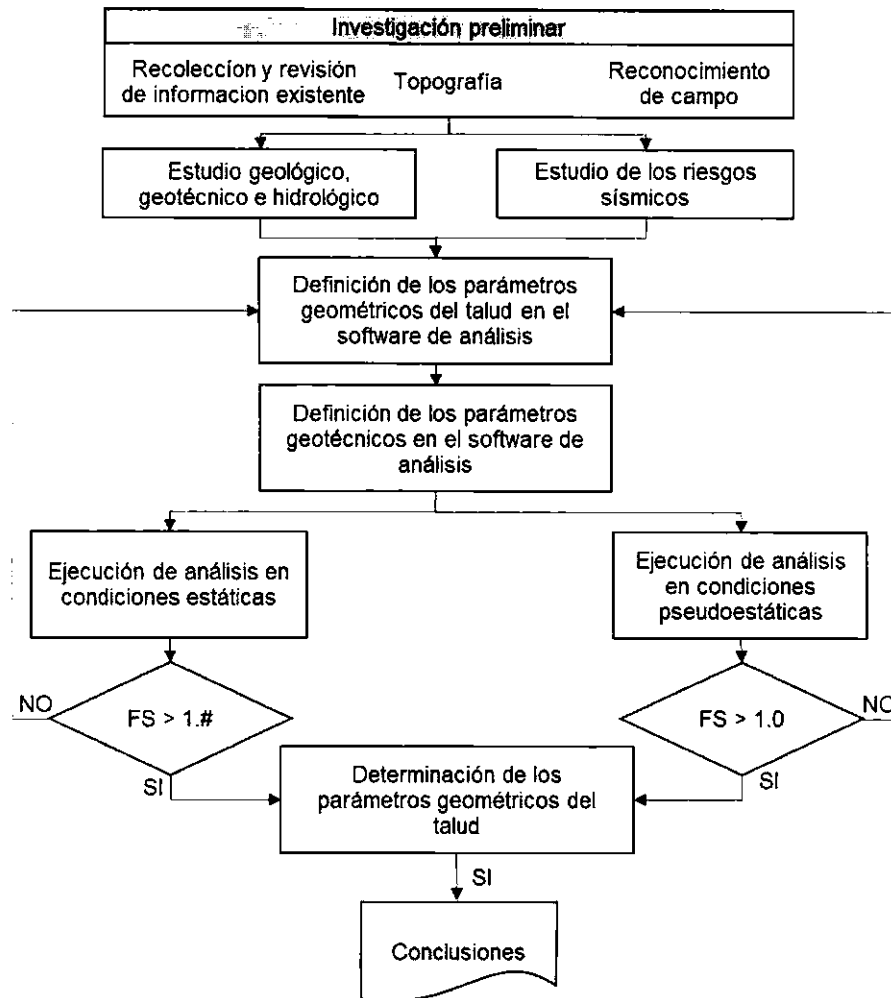 Investigación preliminar
Recoleccíon y revisión
de informacion existente
Topografía
Reconocimiento
de campo
Estudio geológico,
geotécnico e hidrológico
Estudio de los riesgos
sísmicos
Definición de los parámetros
geométricos del talud en el
software de análisis
Definición de los parámetros
geotécnicos en el software de
análisis
Ejecución de análisis en
condiciones estáticas
Ejecución de análisis
en condiciones
pseudoestáticas
NO
FS > 1.#
FS > 1.0
NO
SI
Determinación de los
parámetros geométricos del
talud
SI
SI
Conclusiones